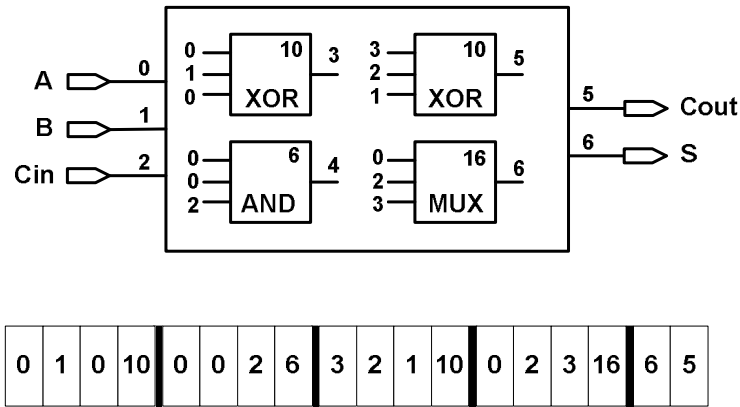 0 10 3 3 10 5
A 0 1 2
0 XOR 1 XOR 5 Cout
B 1
0 6 4 0 16 6 6 S
Cin 2 0 2
2 AND 3 MUX
0 1 0 10 0 0 2 6 3 2 1 10 0 2 3 16 6 5